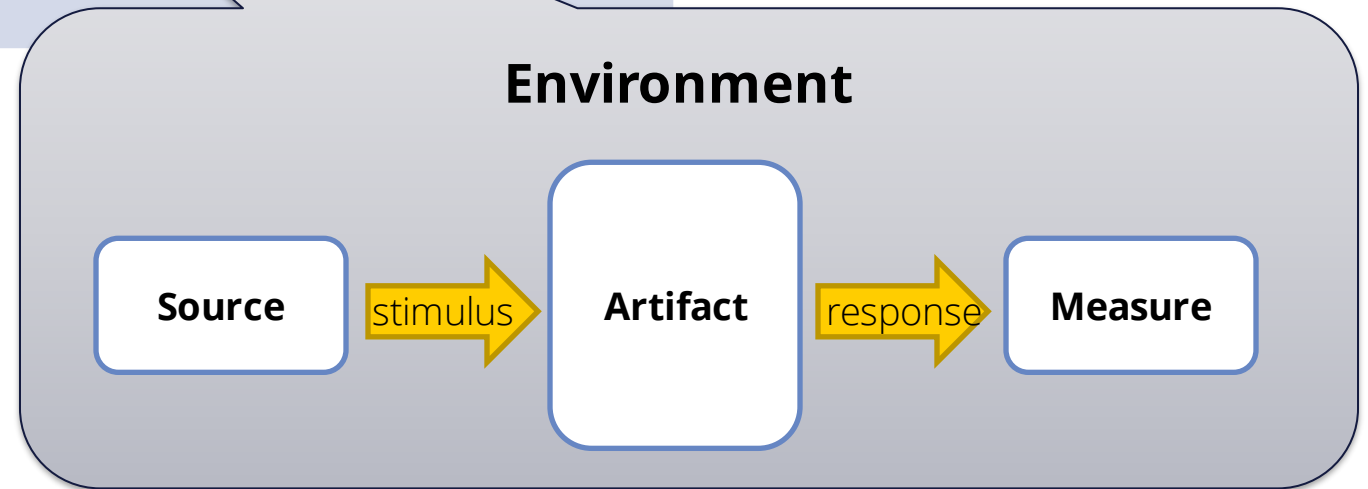 Environment
Source
stimulus
Artifact
response
Measure